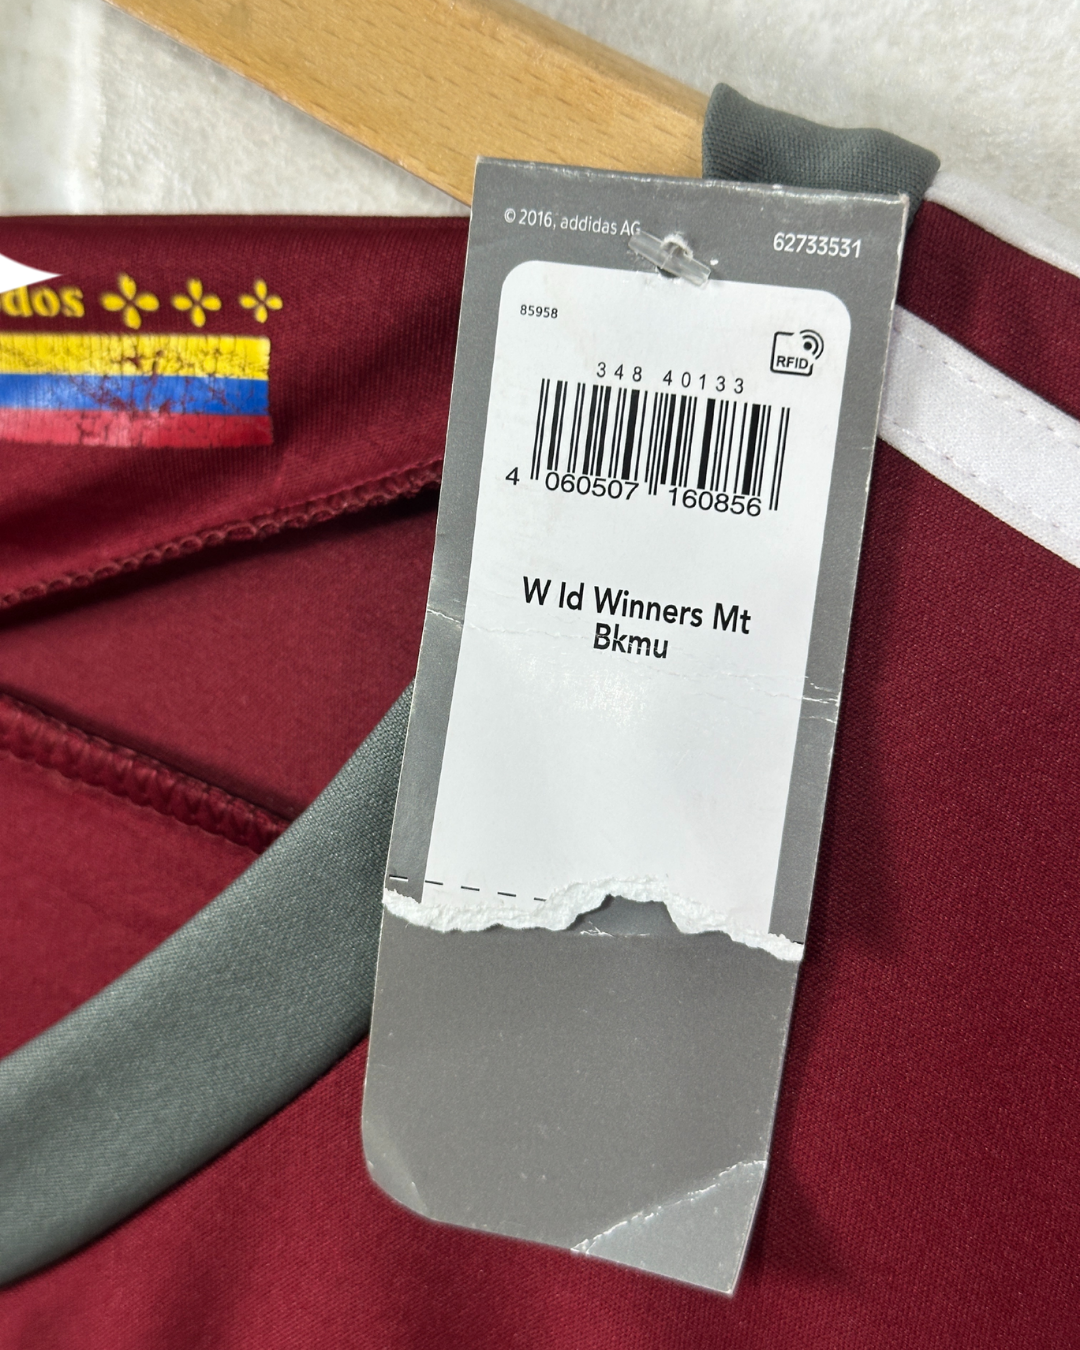 dos
© 2016, addidas AG
62733531
85958
RFID
348 40133
4 060507 160856
W Id Winners Mt
Bkmu